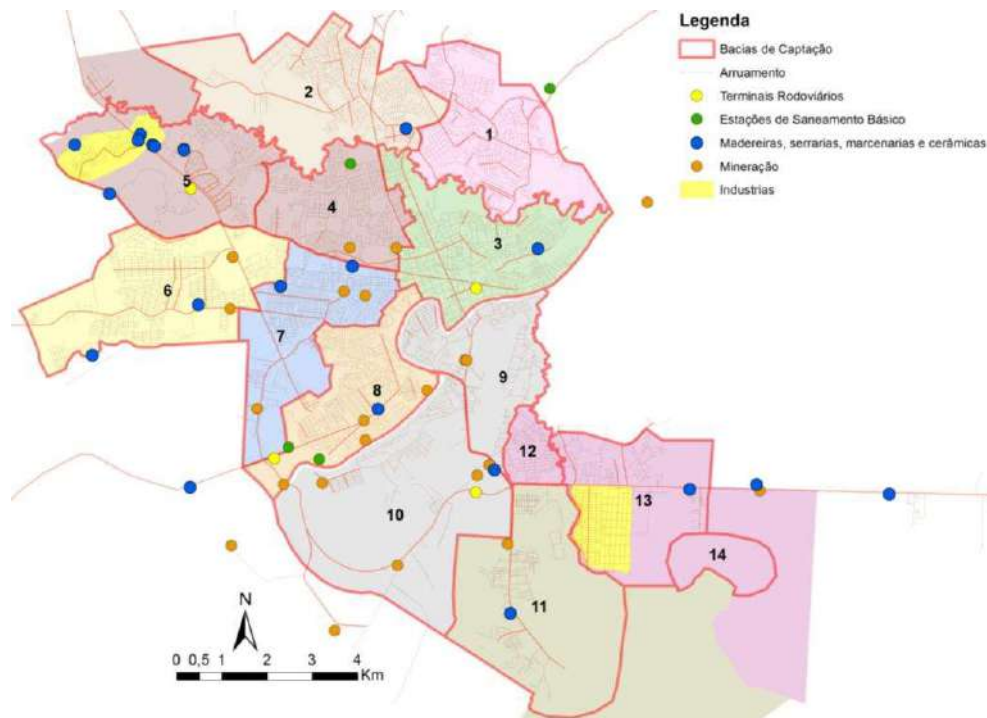 Legenda
Bacias de Captação
Arruamento
Terminais Rodoviários
Estações de Saneamento Básico
Madereiras, serrarias, marcenarias e cerâmicas
Mineração
Industrias
2
1
5
4
3
6
7
9
8
12
13
10
14
11
N
0 0,5 1 2 3 4
Km